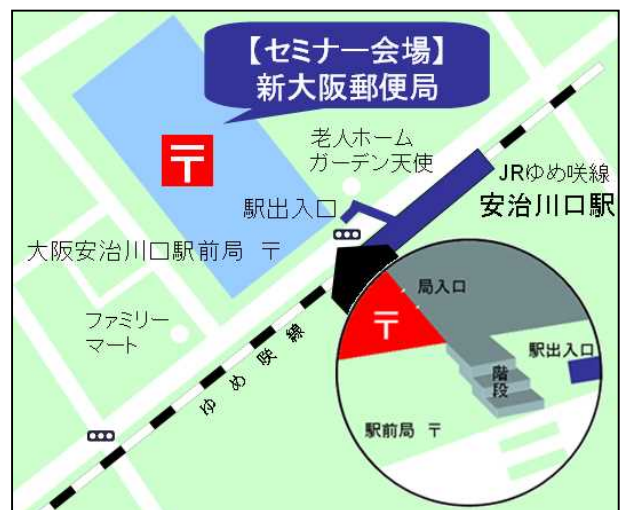 【セミナー会場】
新大阪郵便局
〒
老人ホーム
ガーデン天使
JRゆめ咲線
安治川口駅
駅出入口
大阪安治川口駅前局 〒
ファミリー
マート
ゆめ咲線
局入口
〒
駅出入口
階
段
駅前局 〒